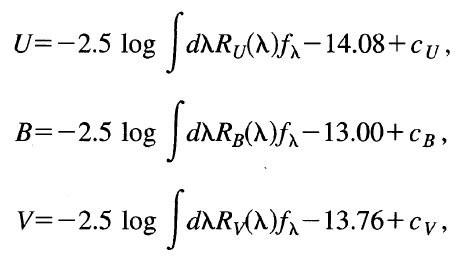 U=−2.5 log ∫dλR_U(λ)f_λ−14.08+c_U,
B=−2.5 log ∫dλR_B(λ)f_λ−13.00+c_B,
V=−2.5 log ∫dλR_V(λ)f_λ−13.76+c_V,